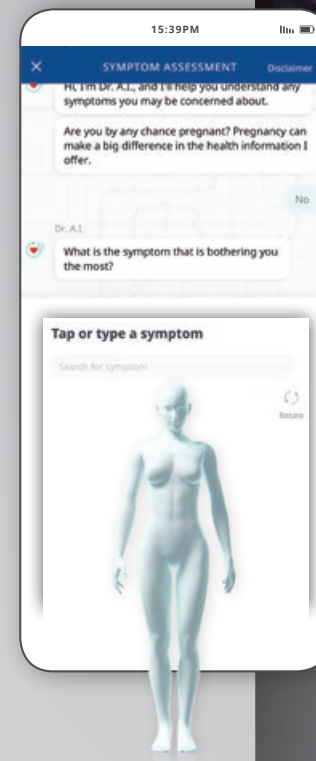 15:39PM
SYMPTOM ASSESSMENT Disclaimer
Hi, I'm Dr. A.I., and I'll help you understand any
symptoms you may be concerned about.
Are you by any chance pregnant? Pregnancy can
make a big difference in the health information I
offer.
No
Dr. A.I.
What is the symptom that is bothering you
the most?
Tap or type a symptom
Search for symptom
Rotate